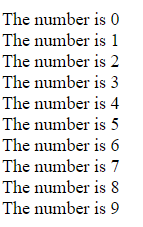 The number is 0
The number is 1
The number is 2
The number is 3
The number is 4
The number is 5
The number is 6
The number is 7
The number is 8
The number is 9